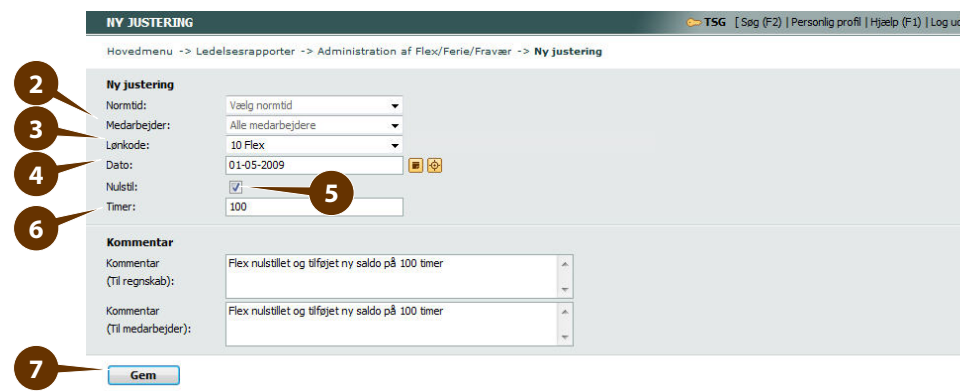 NY JUSTERING
TSG [ Søg (F2) | Personlig profil | Hjælp (F1) | Log ud
Hovedmenu -> Ledelsesrapporter -> Administration af Flex/Ferie/Fravær -> Ny justering
Ny justering
2
Normtid: Vælg normtid
Medarbejder: Alle medarbejdere
3
Lønkode: 10 Flex
Dato: 01-05-2009
4
Nulstil:
5
Timer: 100
6
Kommentar
Kommentar
(Til regnskab):
Flex nulstillet og tilføjet ny saldo på 100 timer
Kommentar
(Til medarbejder):
Flex nulstillet og tilføjet ny saldo på 100 timer
7
Gem